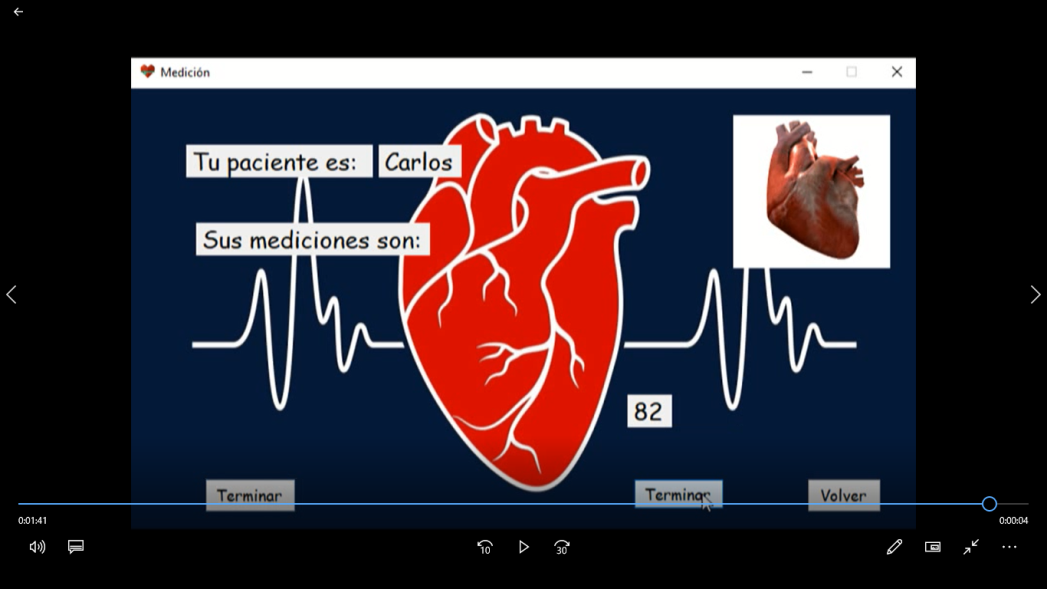 Medición
Tu paciente es: Carlos
Sus mediciones son:
82
Terminar Terminar Volver
0:01:41 0:00:04
10 30